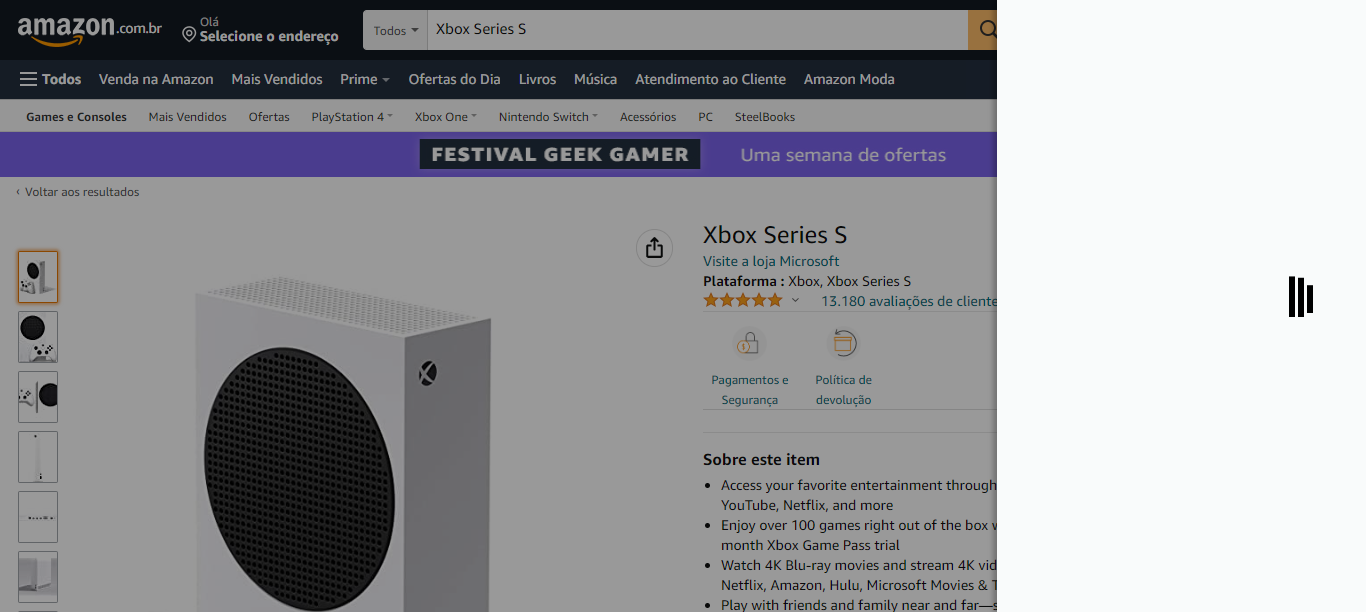 amazon.com.br
Olá
Selecione o endereço
Todos
Xbox Series S
Todos
Venda na Amazon
Mais Vendidos
Prime
Ofertas do Dia
Livros
Música
Atendimento ao Cliente
Amazon Moda
Games e Consoles
Mais Vendidos
Ofertas
PlayStation 4
Xbox One
Nintendo Switch
Acessórios
PC
SteelBooks
FESTIVAL GEEK GAMER
Uma semana de ofertas
‹ Voltar aos resultados
Xbox Series S
Visite a loja Microsoft
Plataforma : Xbox, Xbox Series S
13.180 avaliações de cliente
Pagamentos e
Segurança
Política de
devolução
Sobre este item
Access your favorite entertainment through
YouTube, Netflix, and more
Enjoy over 100 games right out of the box w
month Xbox Game Pass trial
Watch 4K Blu-ray movies and stream 4K vid
Netflix, Amazon, Hulu, Microsoft Movies & T
Play with friends and family near and far—s